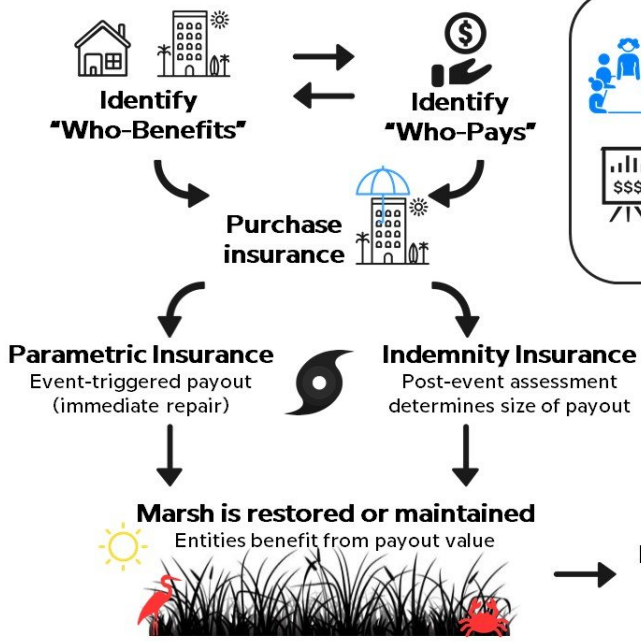 $
Identify
"Who-Benefits"
Identify
"Who-Pays"
$$$
Purchase
insurance
Parametric Insurance
Event-triggered payout
(immediate repair)
Indemnity Insurance
Post-event assessment
determines size of payout
Marsh is restored or maintained
Entities benefit from payout value